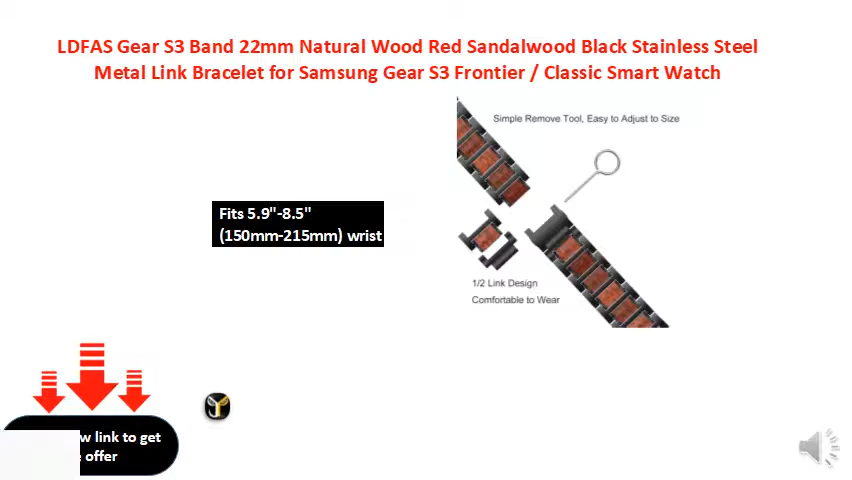 LDFAS Gear S3 Band 22mm Natural Wood Red Sandalwood Black Stainless Steel
Metal Link Bracelet for Samsung Gear S3 Frontier / Classic Smart Watch
Simple Remove Tool, Easy to Adjust to Size
Fits 5.9"-8.5"
(150mm-215mm) wrist
1/2 Link Design
Comfortable to Wear
link to get
offer